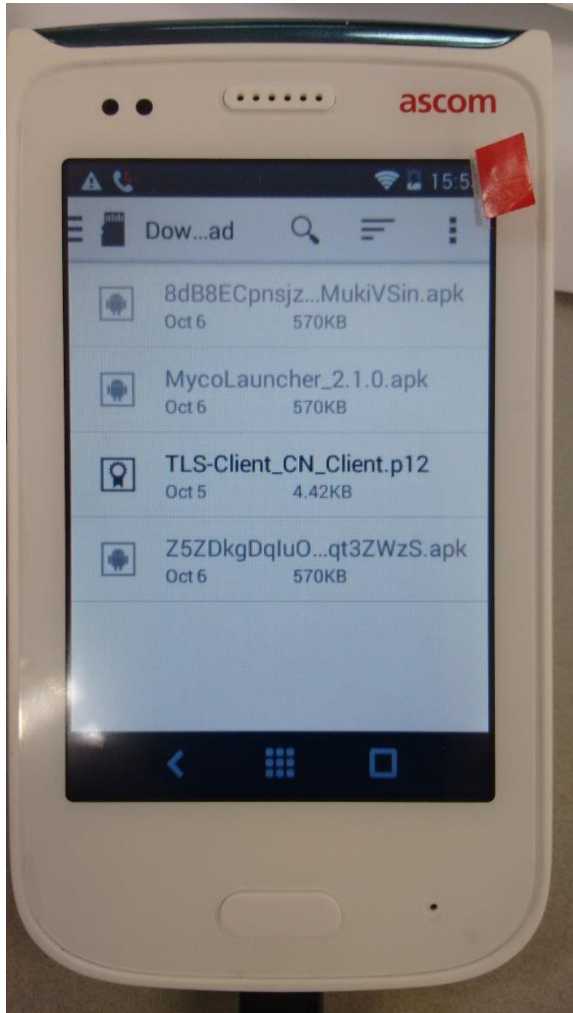 ascom
15:5
Dow...ad
8dB8ECpnsjz...MukiVSin.apk
Oct 6 570KB
MycoLauncher_2.1.0.apk
Oct 6 570KB
TLS-Client_CN_Client.p12
Oct 5 4.42KB
Z5ZDkgDqIuO...qt3ZWzS.apk
Oct 6 570KB